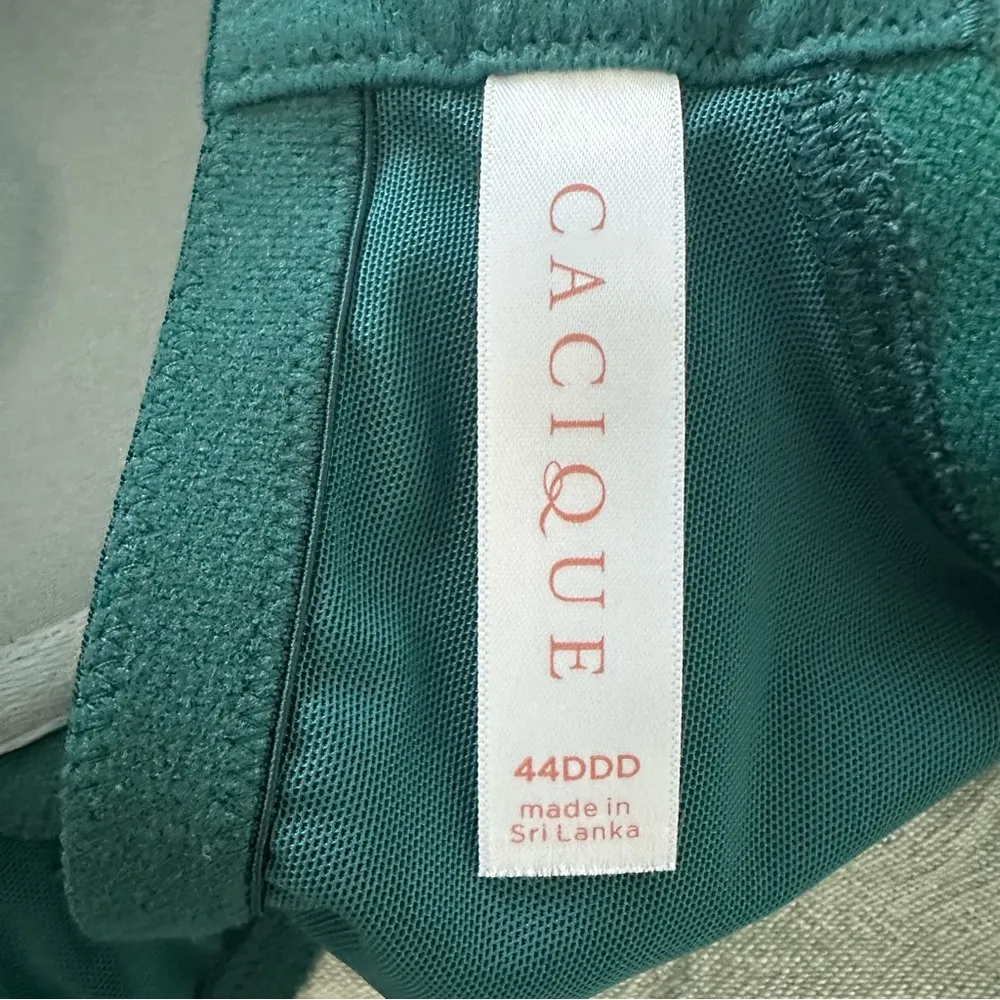 CACIQUE
44DDD
made in
Sri Lanka